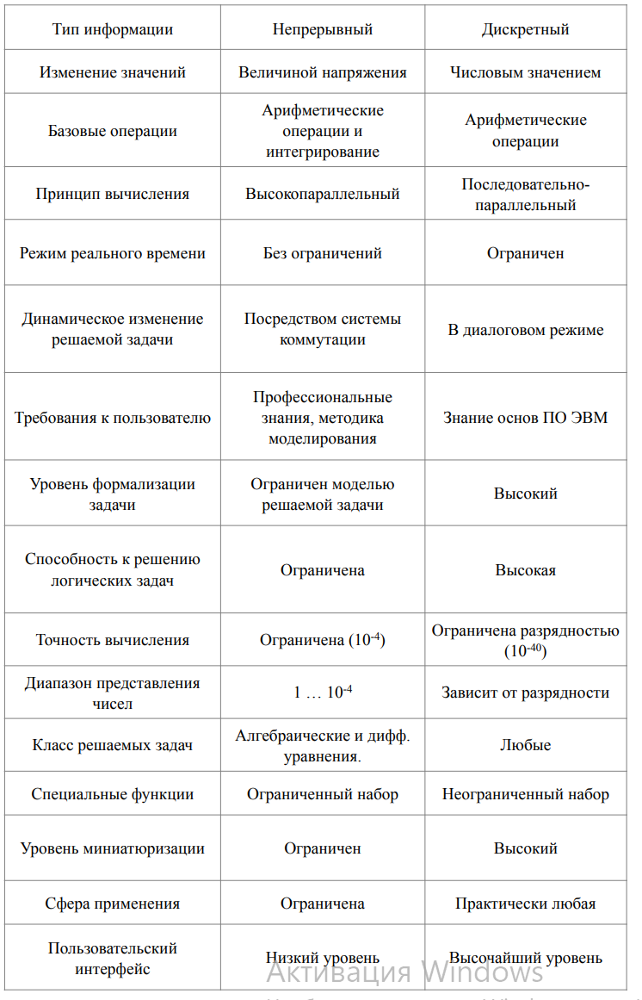 Тип информации
Непрерывный
Дискретный
Изменение значений
Величиной напряжения
Числовым значением
Базовые операции
Арифметические
операции и
интегрирование
Арифметические
операции
Принцип вычисления
Высокопараллельный
Последовательно-
параллельный
Режим реального времени
Без ограничений
Ограничен
Динамическое изменение
решаемой задачи
Посредством системы
коммутации
В диалоговом режиме
Требования к пользователю
Профессиональные
знания, методика
моделирования
Знание основ ПО ЭВМ
Уровень формализации
задачи
Ограничен моделью
решаемой задачи
Высокий
Способность к решению
логических задач
Ограничена
Высокая
Точность вычисления
Ограничена (10⁻⁴)
Ограничена разрядностью
(10⁻⁴⁰)
Диапазон представления
чисел
1 … 10⁻⁴
Зависит от разрядности
Класс решаемых задач
Алгебраические и дифф.
уравнения.
Любые
Специальные функции
Ограниченный набор
Неограниченный набор
Уровень миниатюризации
Ограничен
Высокий
Сфера применения
Ограничена
Практически любая
Пользовательский
интерфейс
Низкий уровень
Высочайший уровень
Активация Windows